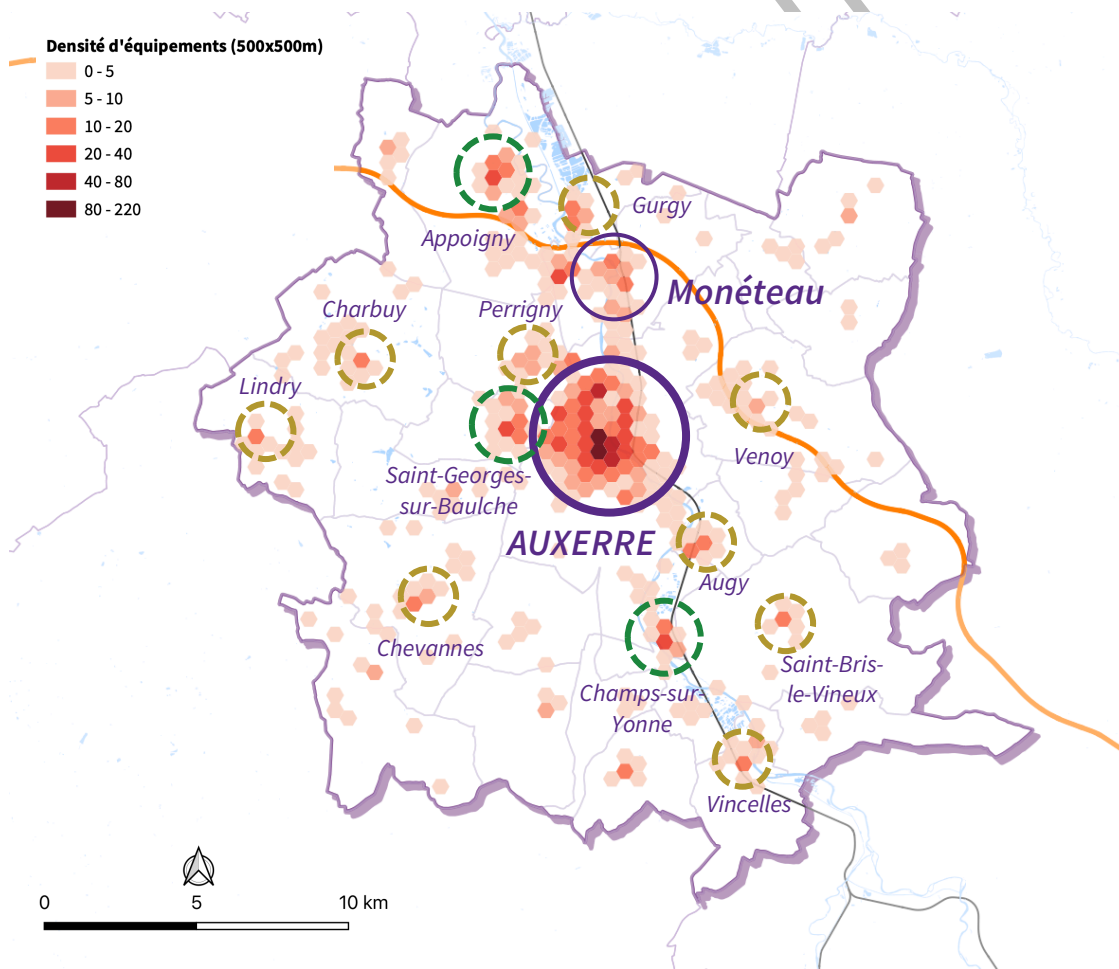 Densité d'équipements (500x500m)
0 - 5
5 - 10
10 - 20
20 - 40
40 - 80
80 - 220
Gurgy
Appoigny
Monéteau
Charbuy
Perrigny
Lindry
Venoy
Saint-Georges-
sur-Baulche
AUXERRE
Augy
Chevannes
Saint-Bris-
le-Vineux
Champs-sur-
Yonne
Vincelles
0 5 10 km